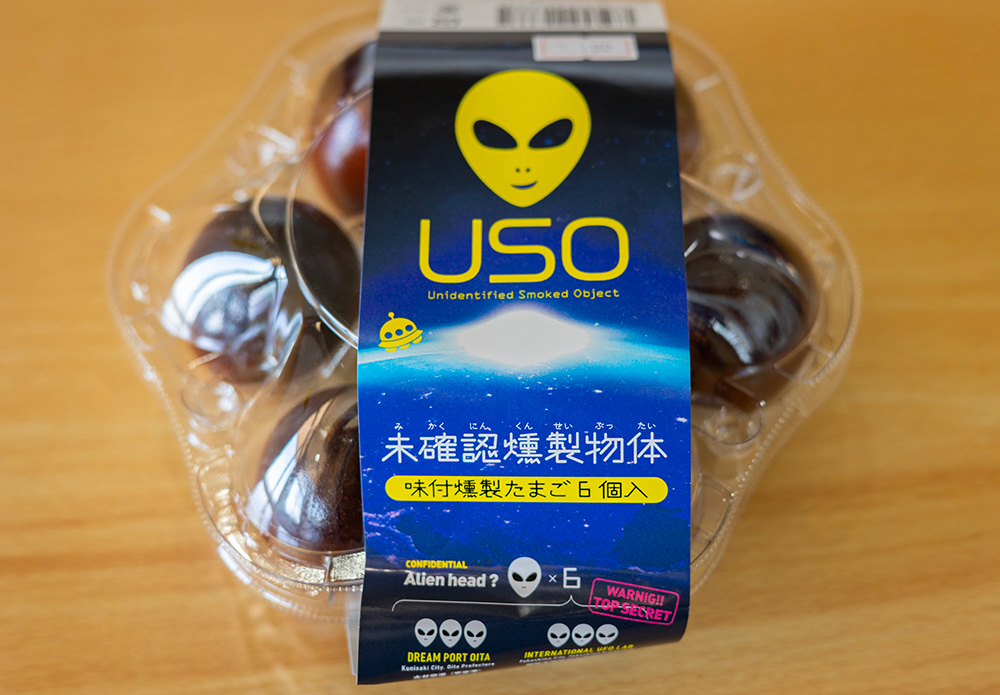 USO
Unidentified Smoked Object
み かく にん くん せい ぶっ たい
未確認燻製物体
味付燻製たまご6個入
CONFIDENTIAL
Alien head? × 6
WARNIG!!
TOP SECRET
DREAM PORT OITA
Kunisaki City, Oita Prefecture
INTERNATIONAL UFO LAB